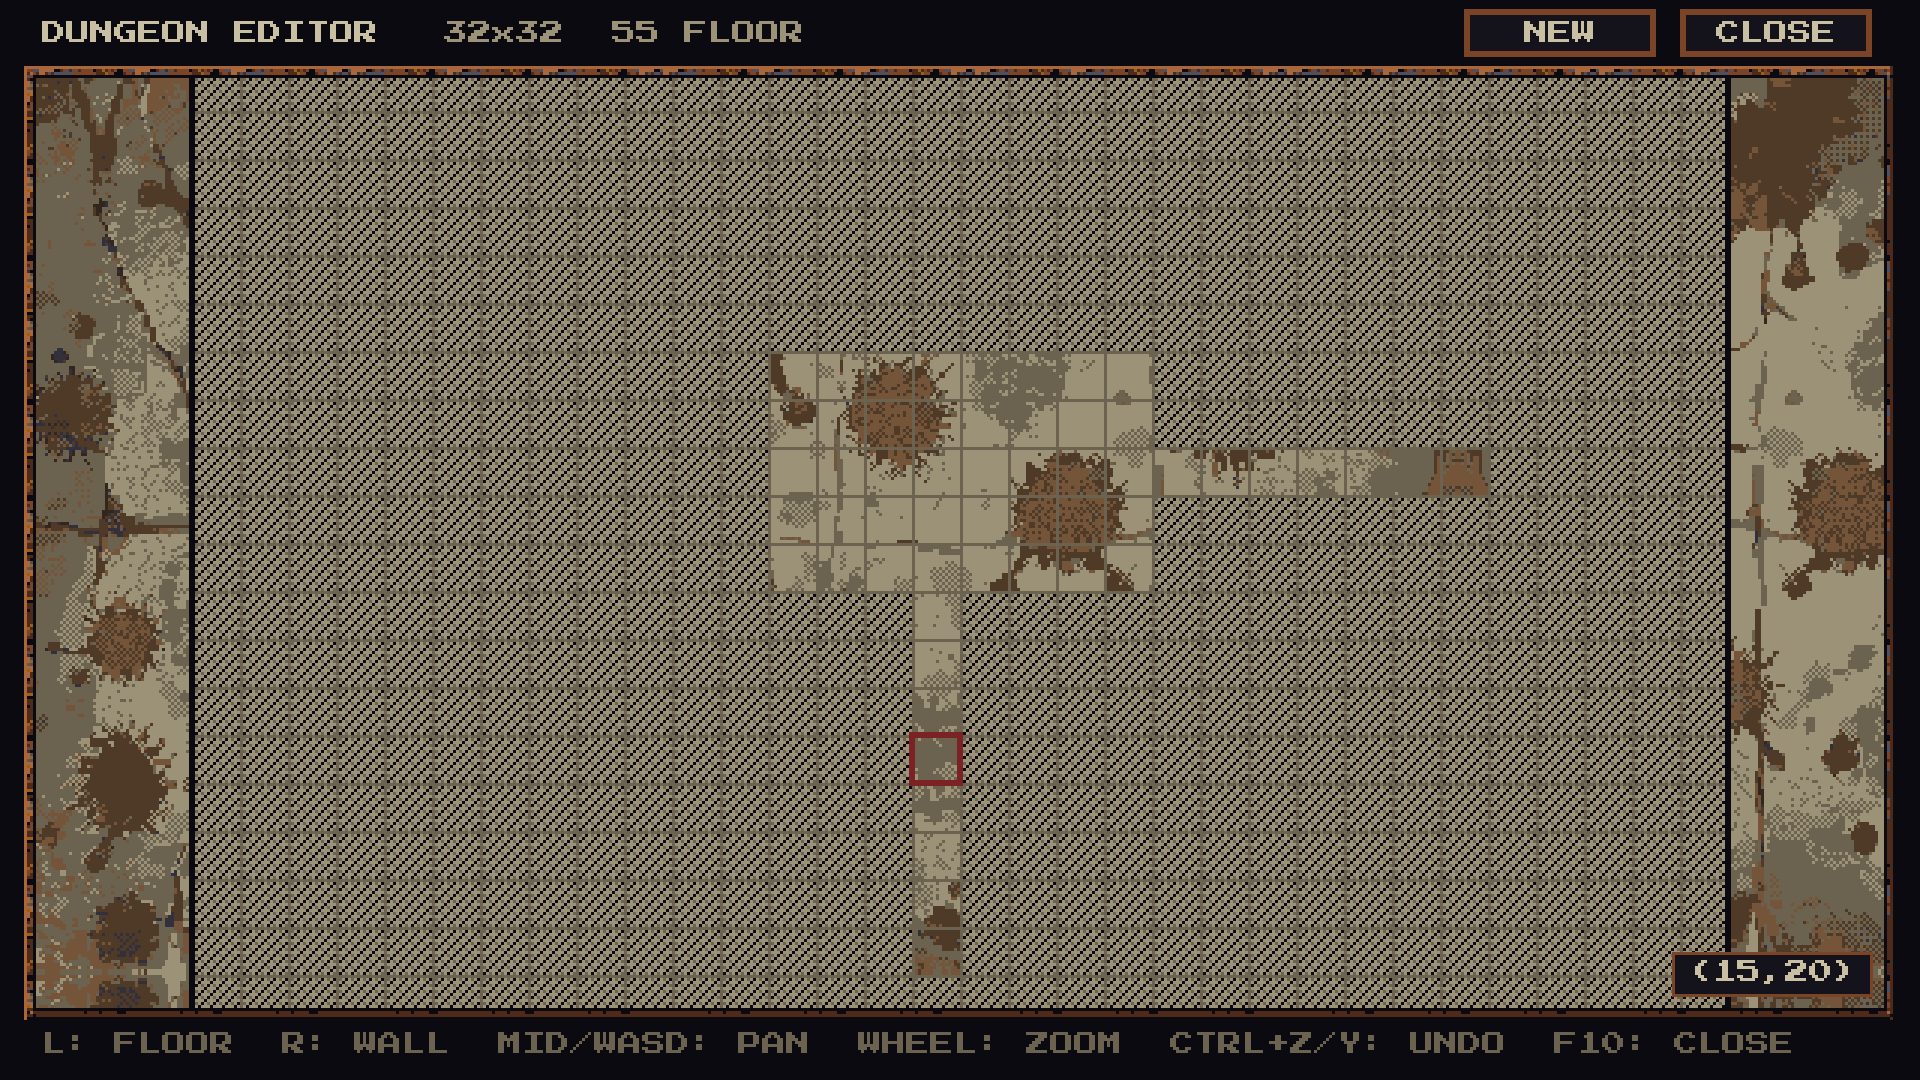 DUNGEON EDITOR 32x32 55 FLOOR NEW CLOSE
(15,20)
L: FLOOR R: WALL MID/WASD: PAN WHEEL: ZOOM CTRL+Z/Y: UNDO F10: CLOSE